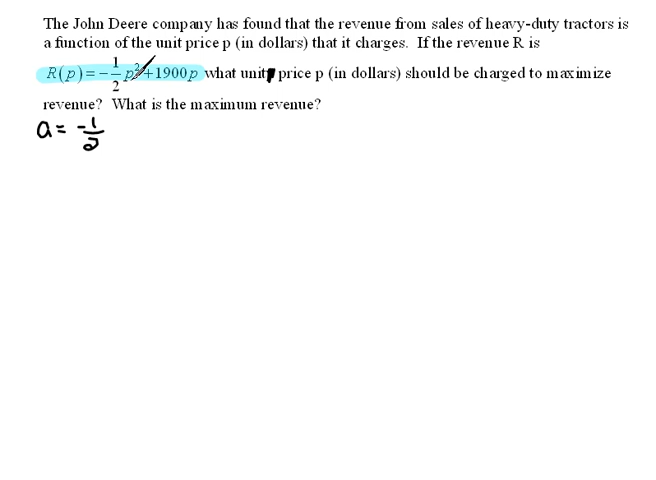 The John Deere company has found that the revenue from sales of heavy-duty tractors is
a function of the unit price p (in dollars) that it charges.  If the revenue R is
R(p) = -1/2 p²+1900p what unit price p (in dollars) should be charged to maximize
revenue?  What is the maximum revenue?
a = -1/2